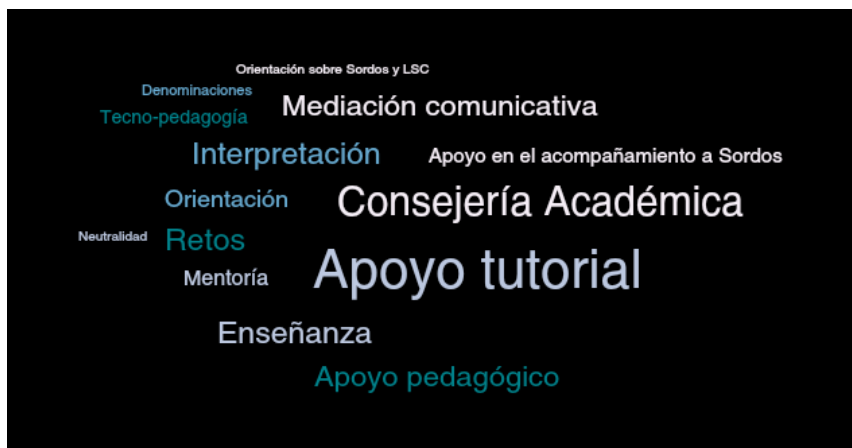 Orientación sobre Sordos y LSC
Denominaciones
Mediación comunicativa
Tecno-pedagogía
Interpretación
Apoyo en el acompañamiento a Sordos
Orientación
Consejería Académica
Neutralidad
Retos
Mentoría
Apoyo tutorial
Enseñanza
Apoyo pedagógico